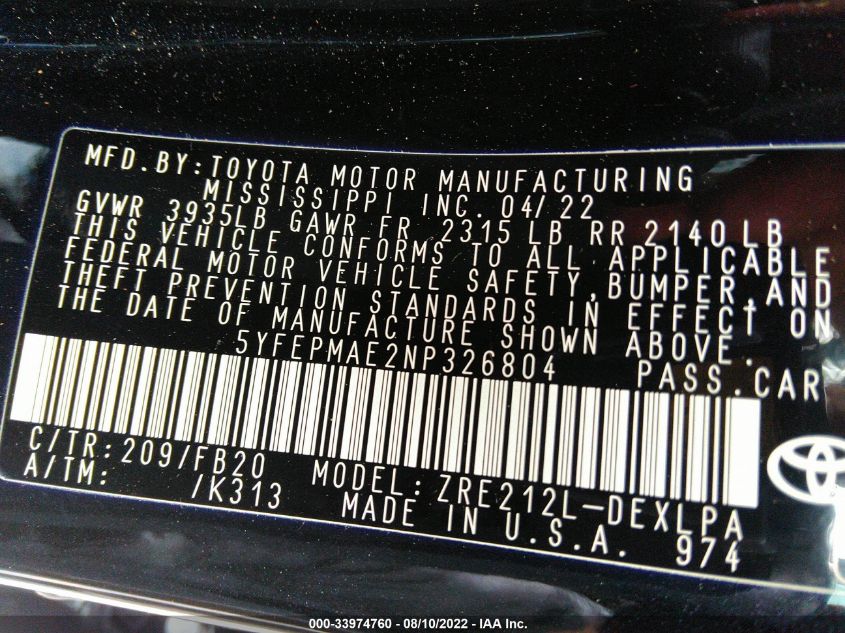 MFD.BY:TOYOTA MOTOR MANUFACTURING
MISSISSIPPI INC. 04/22
GVWR 3935LB GAWR FR 2315LB RR 2140LB
THIS VEHICLE CONFORMS TO ALL APPLICABLE
FEDERAL MOTOR VEHICLE SAFETY,BUMPER,AND
THEFT PREVENTION STANDARDS IN EFFECT ON
THE DATE OF MANUFACTURE SHOWN ABOVE.
5YFEPMAE2NP326804 PASS.CAR
C/TR:209/FB20 MODEL:ZRE212L-DEXLPA
A/TM: /K313 MADE IN U.S.A. 974
000-33974760 - 08/10/2022 - IAA Inc.